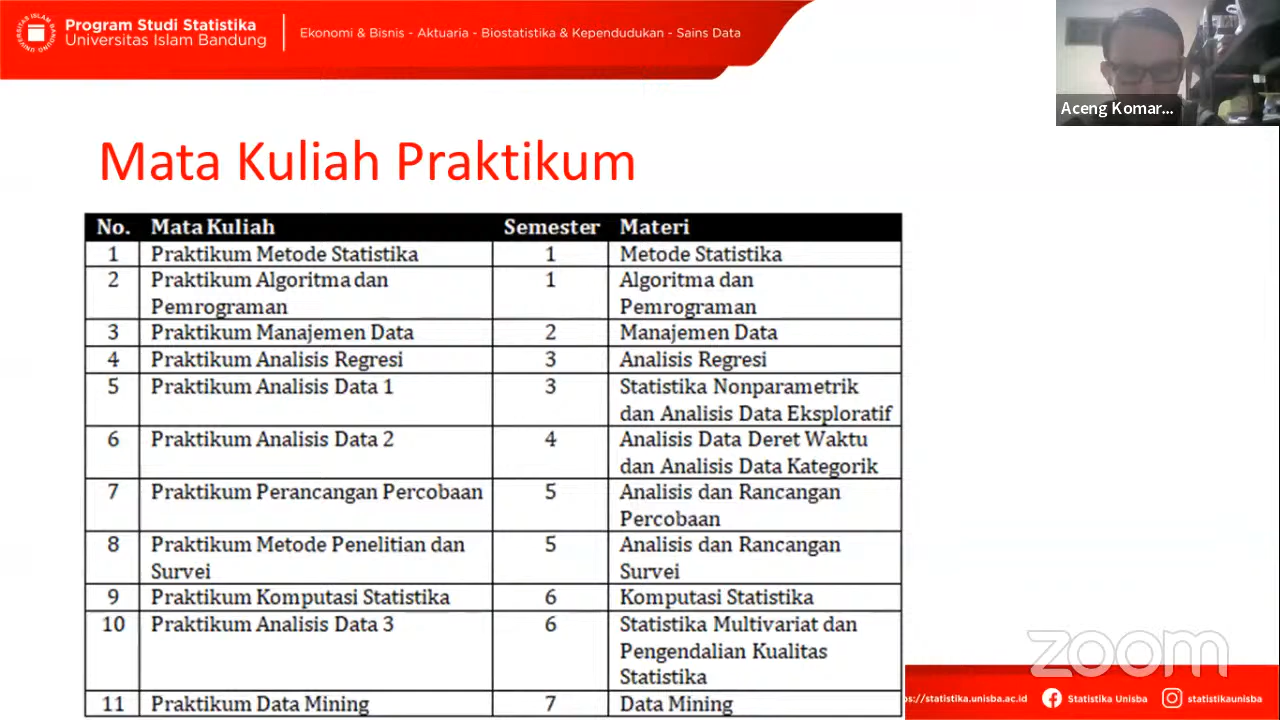 Program Studi Statistika
Universitas Islam Bandung
Ekonomi & Bisnis - Aktuaria - Biostatistika & Kependudukan - Sains Data
UNIVERSITAS ISLAM BANDUNG
Aceng Komar...
Mata Kuliah Praktikum
No. Mata Kuliah Semester Materi
1 Praktikum Metode Statistika 1 Metode Statistika
2 Praktikum Algoritma dan 1 Algoritma dan
Pemrograman Pemrograman
3 Praktikum Manajemen Data 2 Manajemen Data
4 Praktikum Analisis Regresi 3 Analisis Regresi
5 Praktikum Analisis Data 1 3 Statistika Nonparametrik
dan Analisis Data Eksploratif
6 Praktikum Analisis Data 2 4 Analisis Data Deret Waktu
dan Analisis Data Kategorik
7 Praktikum Perancangan Percobaan 5 Analisis dan Rancangan
Percobaan
8 Praktikum Metode Penelitian dan 5 Analisis dan Rancangan
Survei Survei
9 Praktikum Komputasi Statistika 6 Komputasi Statistika
10 Praktikum Analisis Data 3 6 Statistika Multivariat dan
Pengendalian Kualitas
Statistika
11 Praktikum Data Mining 7 Data Mining
zoom
ps://statistika.unisba.ac.id Statistika Unisba statistikaunisba